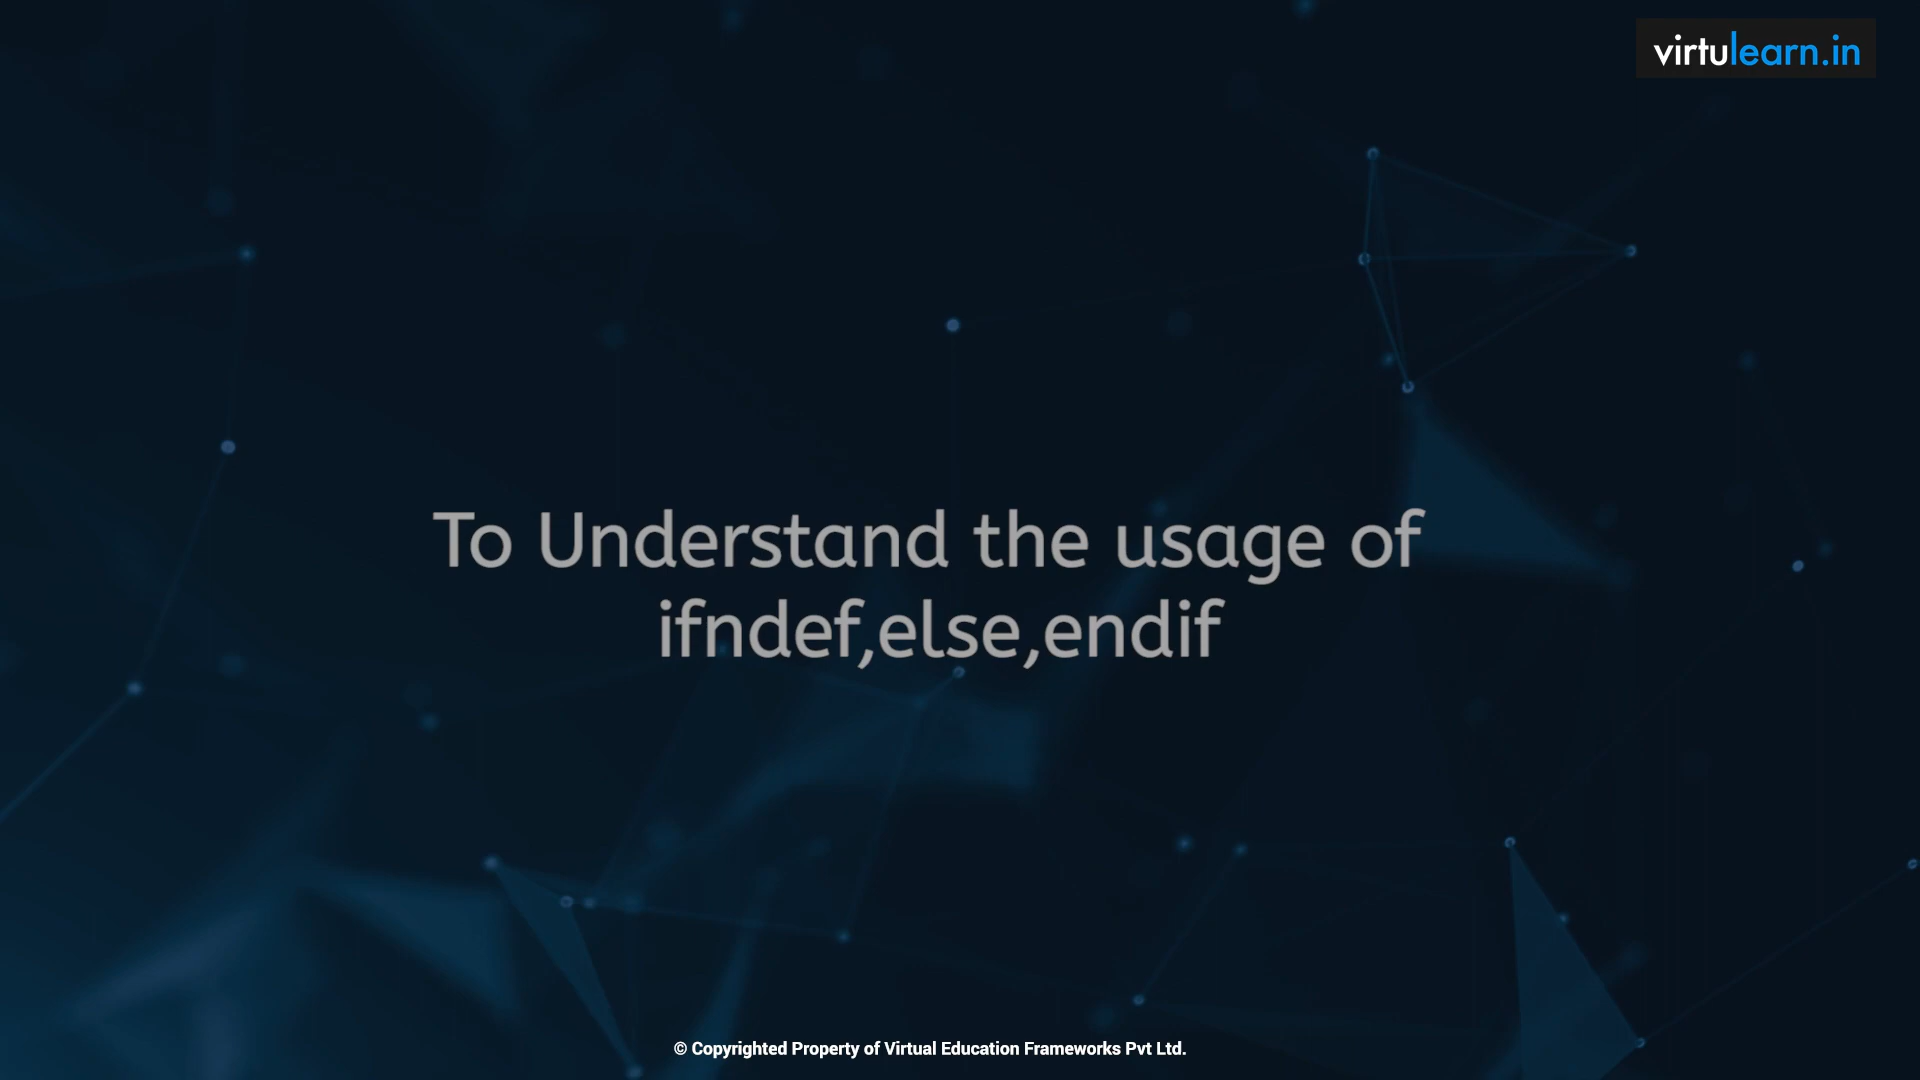 virtulearn.in
To Understand the usage of
ifndef,else,endif
© Copyrighted Property of Virtual Education Frameworks Pvt Ltd.